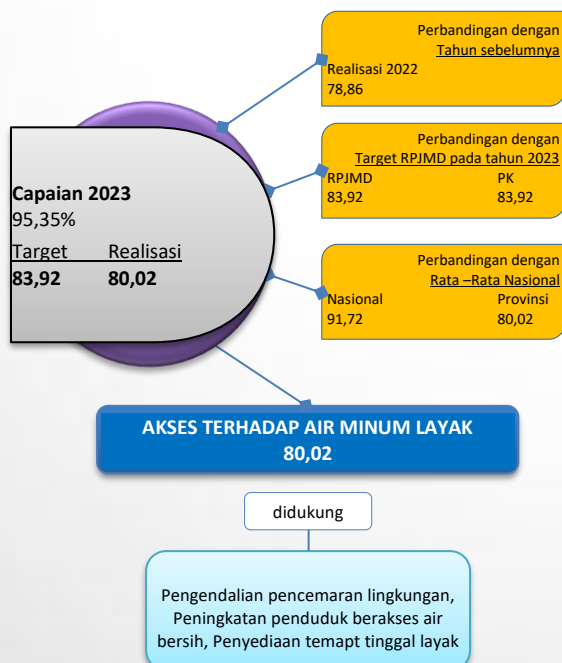 Perbandingan dengan
Tahun sebelumnya
Realisasi 2022
78,86
Perbandingan dengan
Target RPJMD pada tahun 2023
RPJMD PK
83,92 83,92
Perbandingan dengan
Rata –Rata Nasional
Nasional Provinsi
91,72 80,02
Capaian 2023
95,35%
Target Realisasi
83,92 80,02
AKSES TERHADAP AIR MINUM LAYAK
80,02
didukung
Pengendalian pencemaran lingkungan,
Peningkatan penduduk berakses air
bersih, Penyediaan temapt tinggal layak